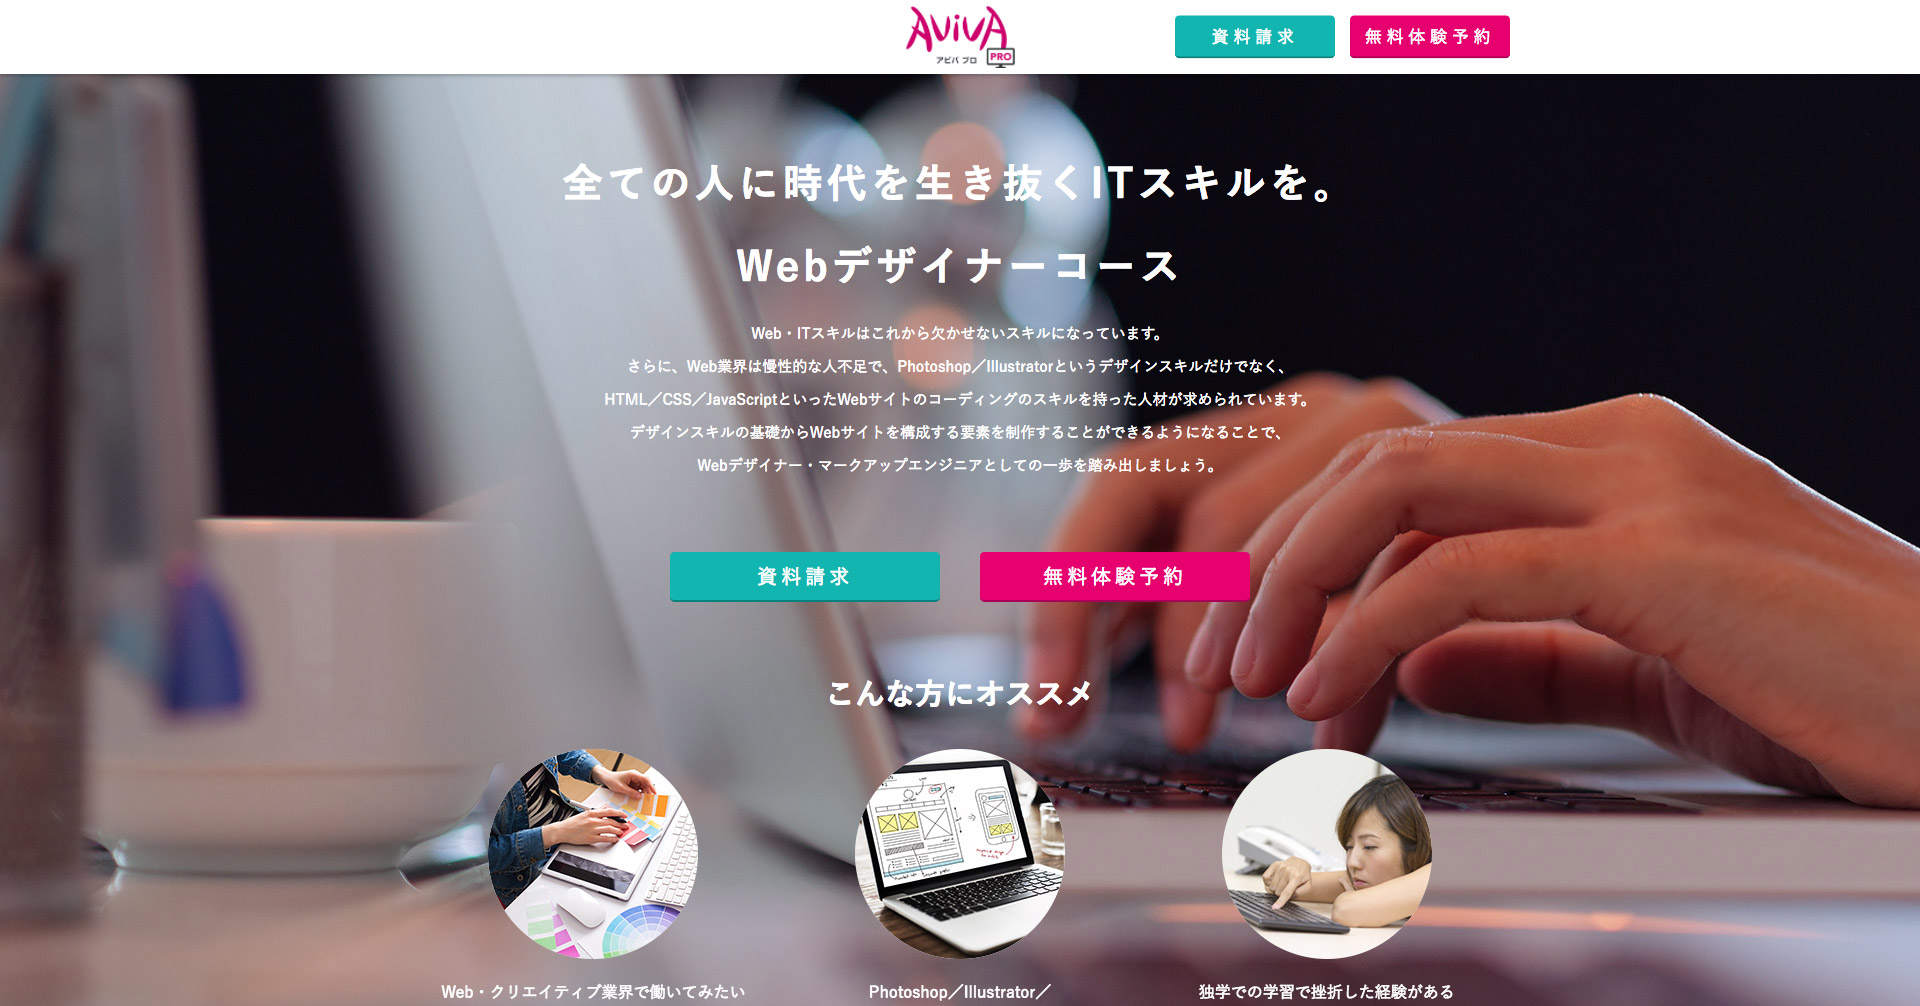 AVIVA
アビバ プロ
PRO
資料請求
無料体験予約
全ての人に時代を生き抜くITスキルを。
Webデザイナーコース
Web・ITスキルはこれから欠かせないスキルになっています。
さらに、Web業界は慢性的な人不足で、Photoshop／Illustratorというデザインスキルだけでなく、
HTML／CSS／JavaScriptといったWebサイトのコーディングのスキルを持った人材が求められています。
デザインスキルの基礎からWebサイトを構成する要素を制作することができるようになることで、
Webデザイナー・マークアップエンジニアとしての一歩を踏み出しましょう。
資料請求
無料体験予約
こんな方にオススメ
Web・クリエイティブ業界で働いてみたい
Photoshop／Illustrator／
独学での学習で挫折した経験がある